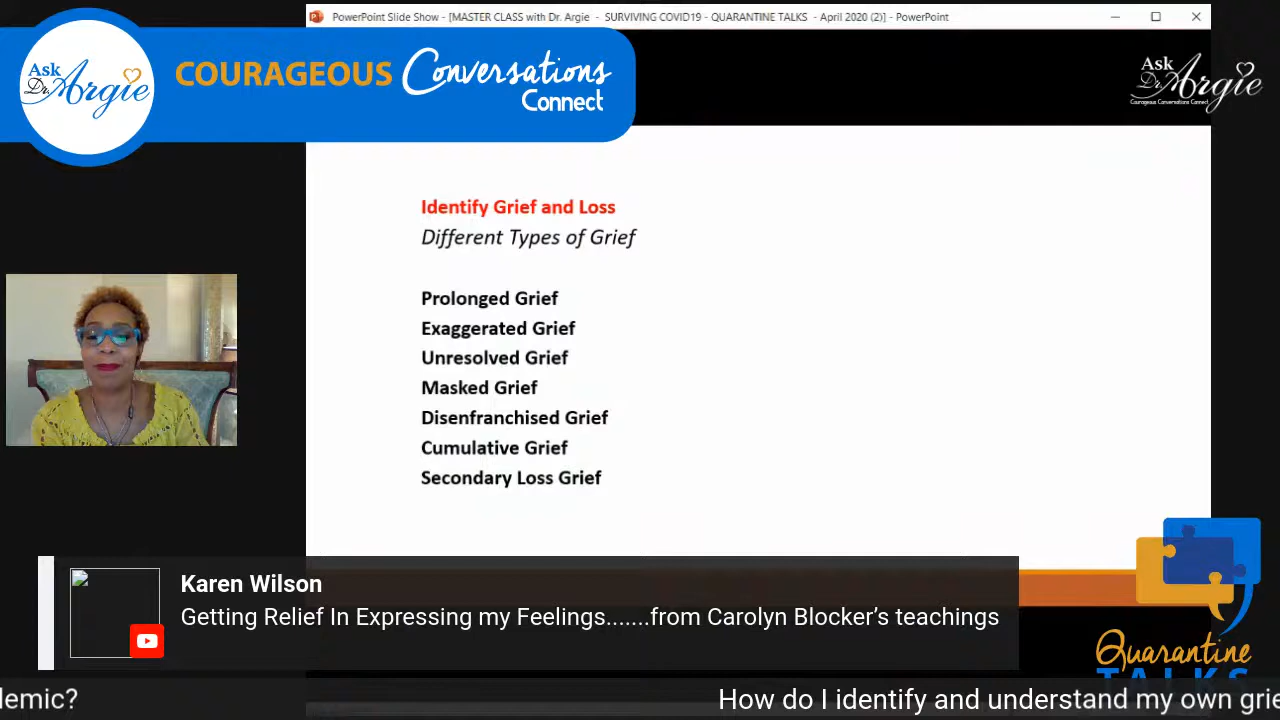 PowerPoint Slide Show - [MASTER CLASS with Dr. Argie - SURVIVING COVID19 - QUARANTINE TALKS - April 2020 (2)] - PowerPoint
Ask
Dr. Argie
COURAGEOUS Conversations
Connect
Ask
Dr. Argie
Courageous Conversations Connect
Identify Grief and Loss
Different Types of Grief
Prolonged Grief
Exaggerated Grief
Unresolved Grief
Masked Grief
Disenfranchised Grief
Cumulative Grief
Secondary Loss Grief
Karen Wilson
Getting Relief In Expressing my Feelings.......from Carolyn Blocker’s teachings
Quarantine
TALKS
demic? How do I identify and understand my own grie